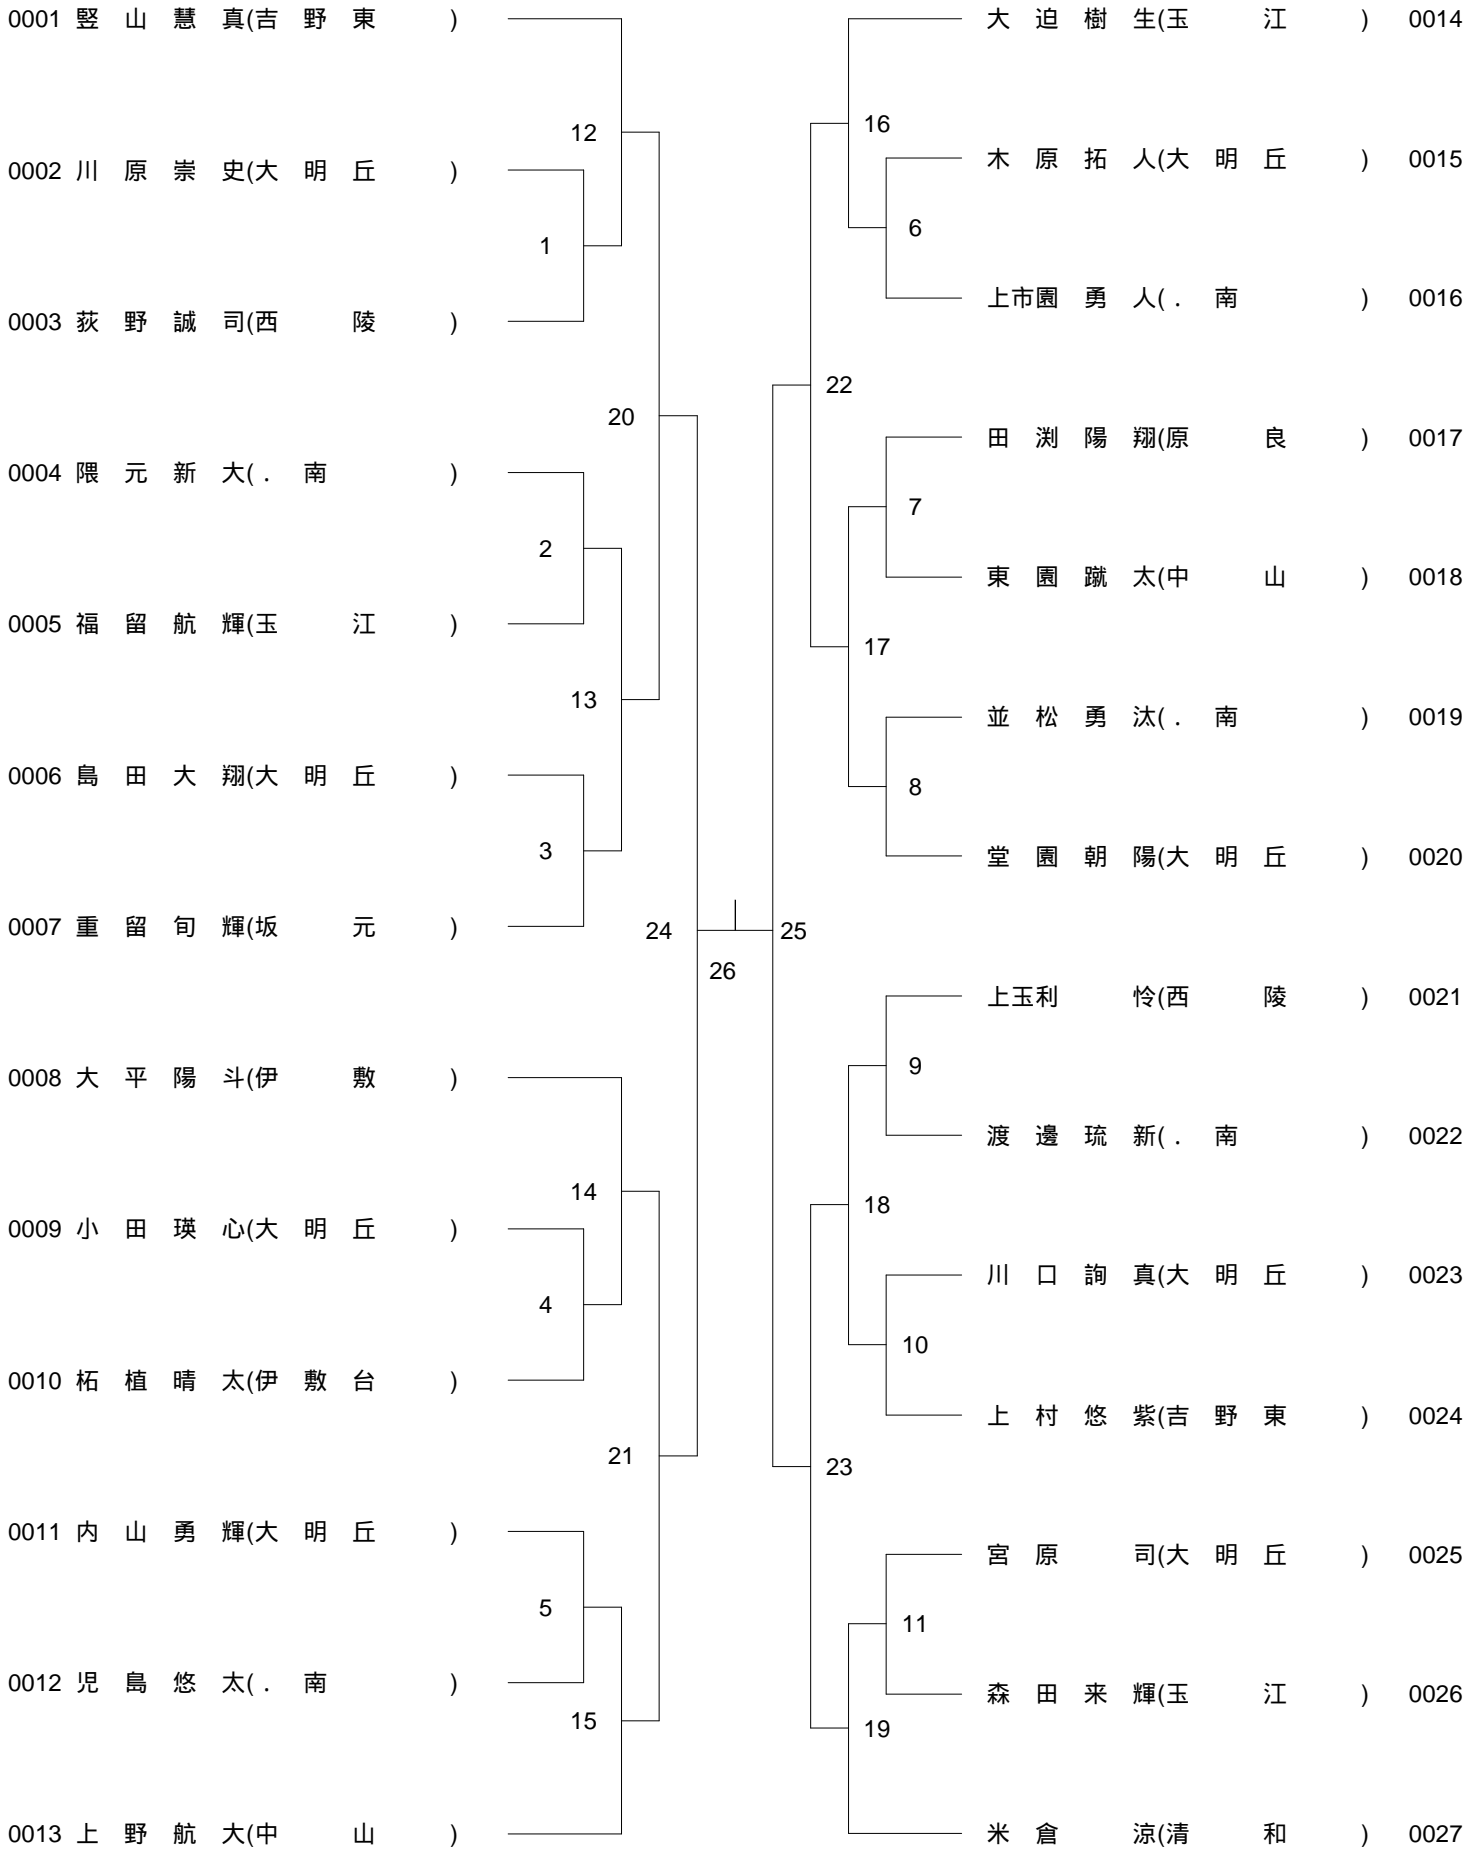 0001 竪 山 慧 真(吉 野 東 )
12
0002 川 原 崇 史(大 明 丘 )
1
0003 荻 野 誠 司(西 陵 )
20
0004 隈 元 新 大( . 南 )
2
0005 福 留 航 輝(玉 江 )
13
0006 島 田 大 翔(大 明 丘 )
3
0007 重 留 旬 輝(坂 元 )
24
26
0008 大 平 陽 斗(伊 敷 )
14
0009 小 田 瑛 心(大 明 丘 )
4
0010 柘 植 晴 太(伊 敷 台 )
21
0011 内 山 勇 輝(大 明 丘 )
5
0012 児 島 悠 太( . 南 )
15
0013 上 野 航 大(中 山 )
大 迫 樹 生(玉 江 ) 0014
16
木 原 拓 人(大 明 丘 ) 0015
6
上市園 勇 人( . 南 ) 0016
22
田 渕 陽 翔(原 良 ) 0017
7
東 園 蹴 太(中 山 ) 0018
17
並 松 勇 汰( . 南 ) 0019
8
堂 園 朝 陽(大 明 丘 ) 0020
25
上玉利 怜(西 陵 ) 0021
9
渡 邊 琉 新( . 南 ) 0022
18
川 口 詢 真(大 明 丘 ) 0023
10
上 村 悠 紫(吉 野 東 ) 0024
23
宮 原 司(大 明 丘 ) 0025
11
森 田 来 輝(玉 江 ) 0026
19
米 倉 涼(清 和 ) 0027